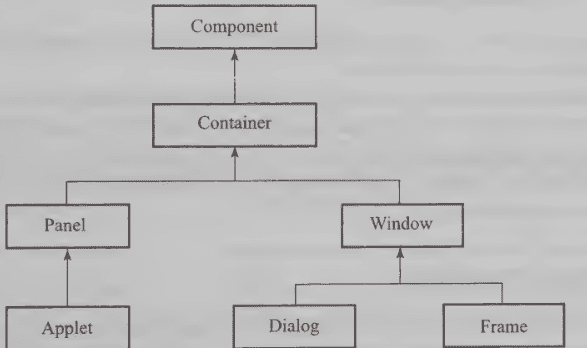 Component
Container
Panel
Window
Applet
Dialog
Frame